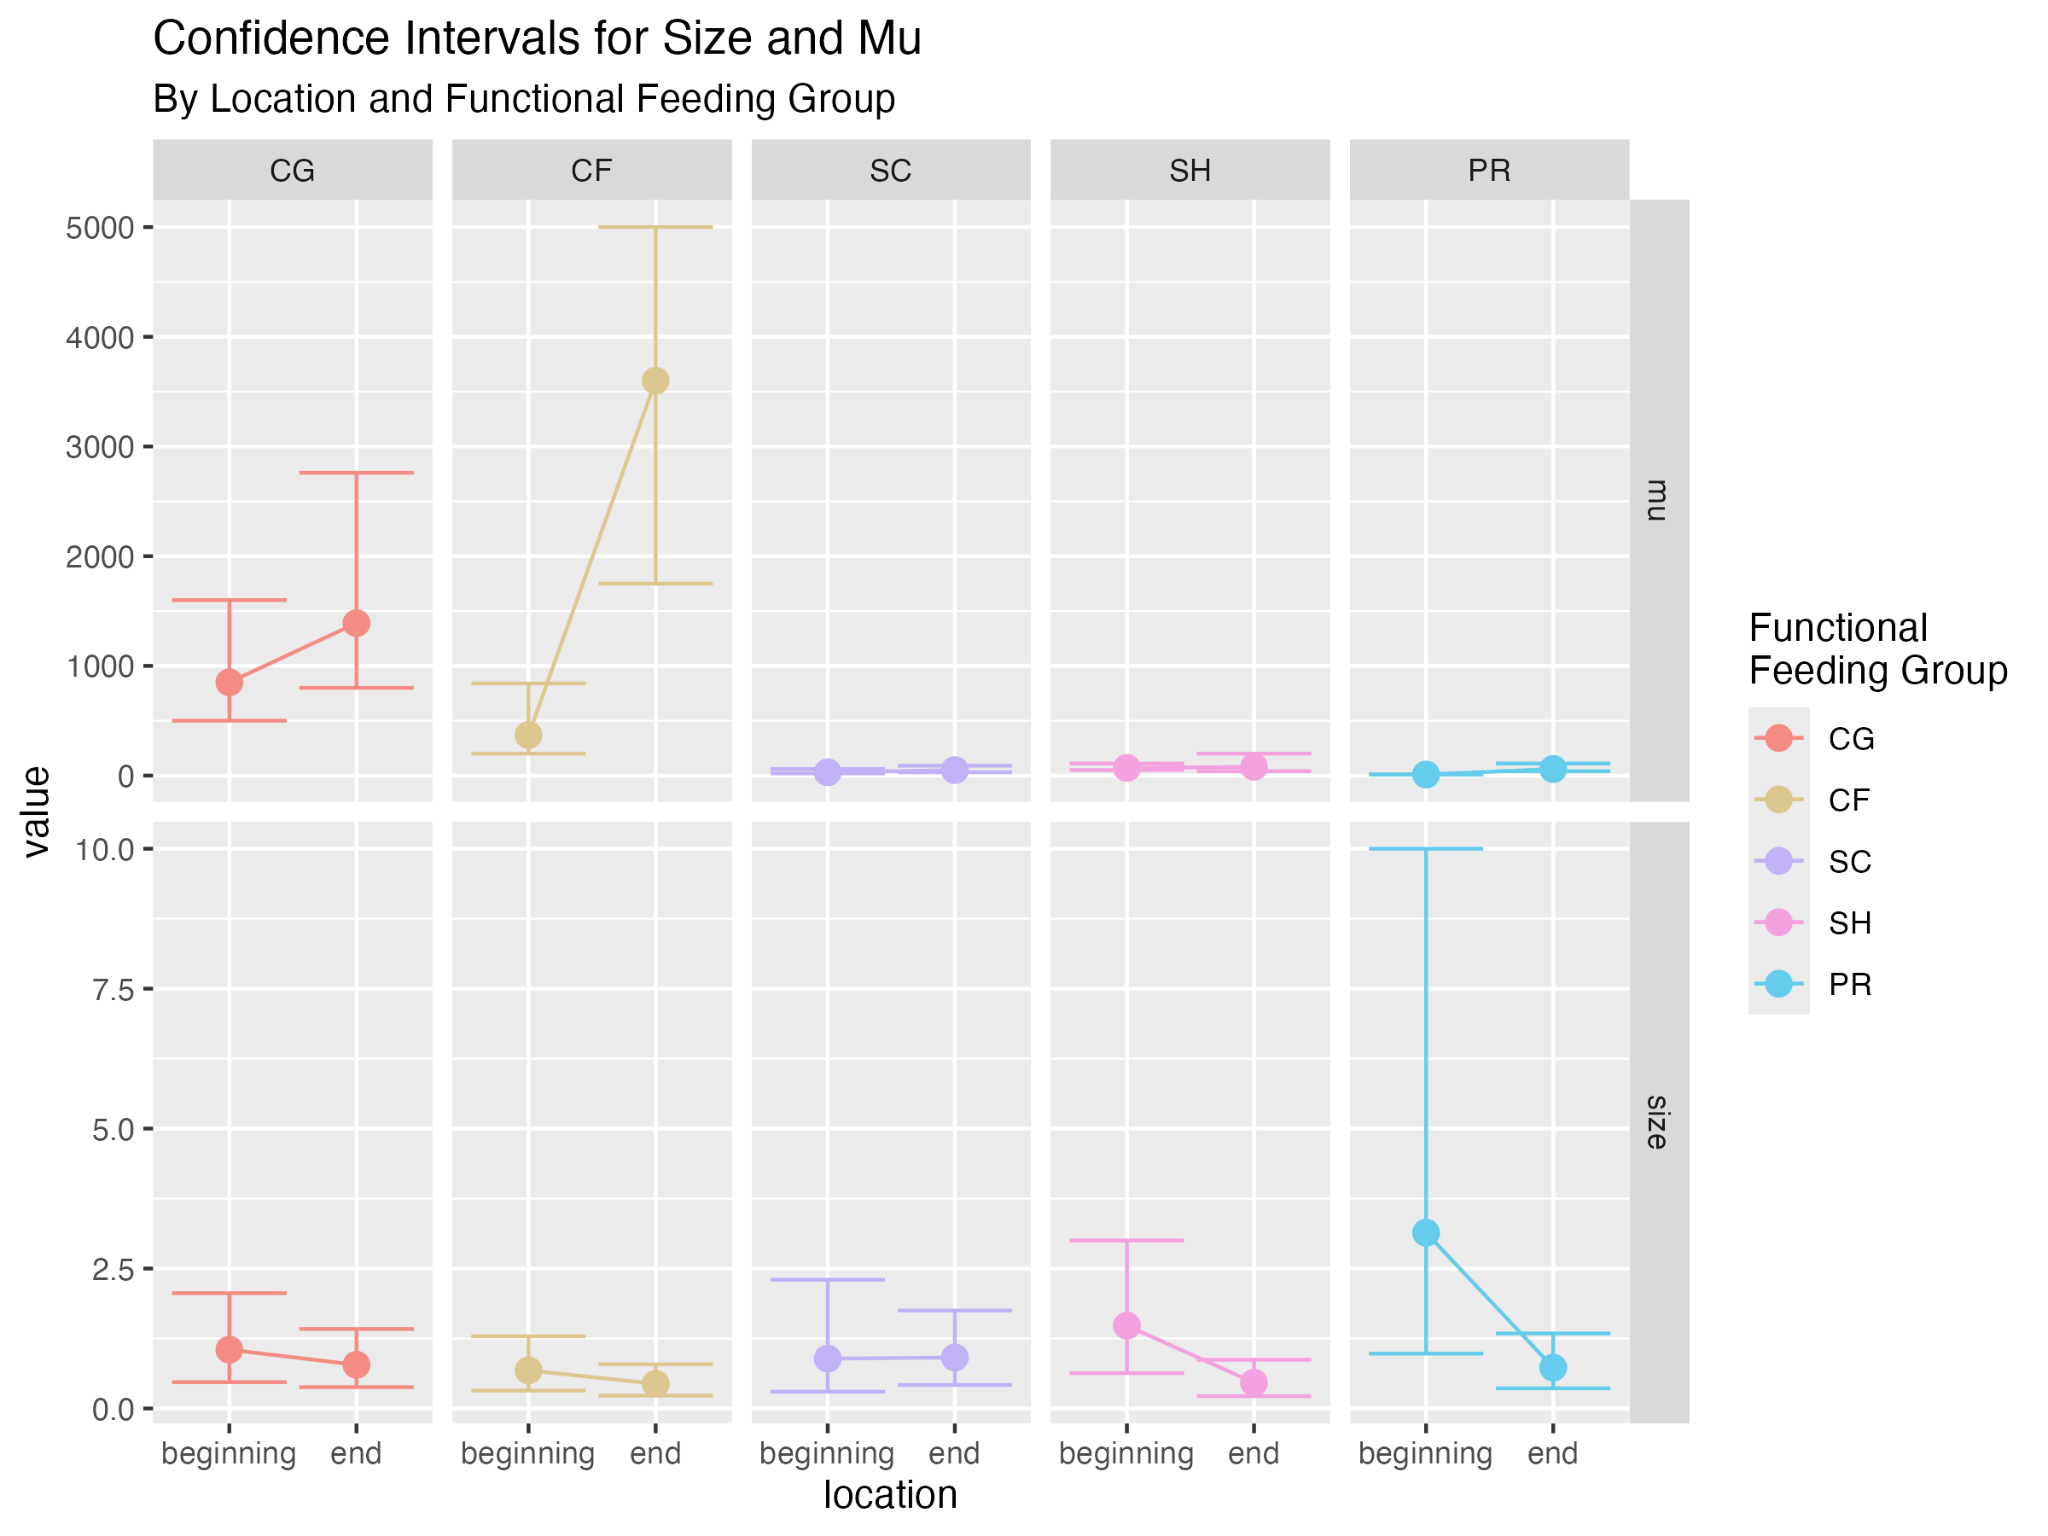 Confidence Intervals for Size and Mu
By Location and Functional Feeding Group
CG CF SC SH PR
5000
4000
3000
2000
1000
0
mu
value
10.0
7.5
5.0
2.5
0.0
size
beginning end beginning end beginning end beginning end beginning end
location
Functional
Feeding Group
CG
CF
SC
SH
PR